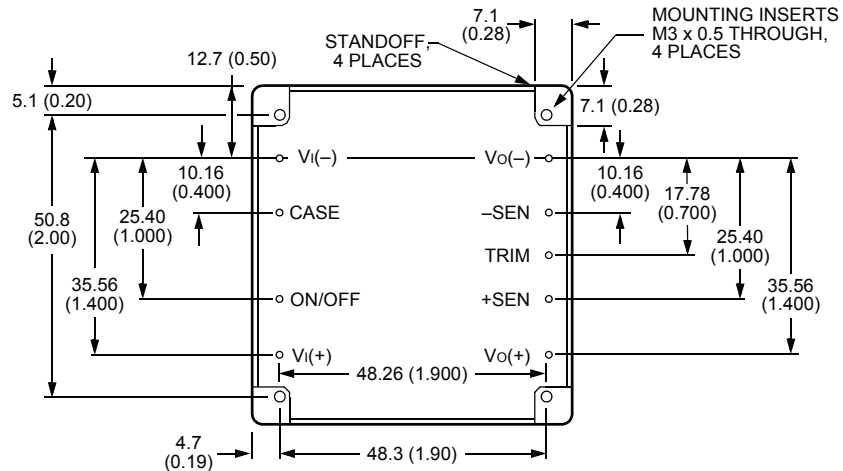 7.1
(0.28)
MOUNTING INSERTS
M3 x 0.5 THROUGH,
4 PLACES
STANDOFF,
4 PLACES
12.7 (0.50)
5.1 (0.20)
7.1 (0.28)
VI(–)
VO(–)
10.16
(0.400)
10.16
(0.400)
17.78
(0.700)
CASE
–SEN
50.8
(2.00)
25.40
(1.000)
25.40
(1.000)
TRIM
35.56
(1.400)
35.56
(1.400)
ON/OFF
+SEN
VI(+)
VO(+)
48.26 (1.900)
4.7
(0.19)
48.3 (1.90)